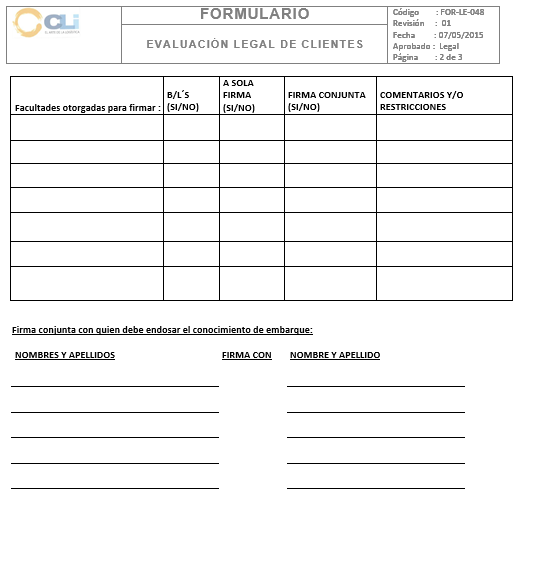 CLi
FORMULARIO
EVALUACIÓN LEGAL DE CLIENTES
Código : FOR-LE-048
Revisión : 01
Fecha : 07/05/2015
Aprobado : Legal
Página : 2 de 3
Facultades otorgadas para firmar :
B/L´S
(SI/NO)
A SOLA
FIRMA
(SI/NO)
FIRMA CONJUNTA
(SI/NO)
COMENTARIOS Y/O
RESTRICCIONES
Firma conjunta con quien debe endosar el conocimiento de embarque:
NOMBRES Y APELLIDOS FIRMA CON NOMBRE Y APELLIDO